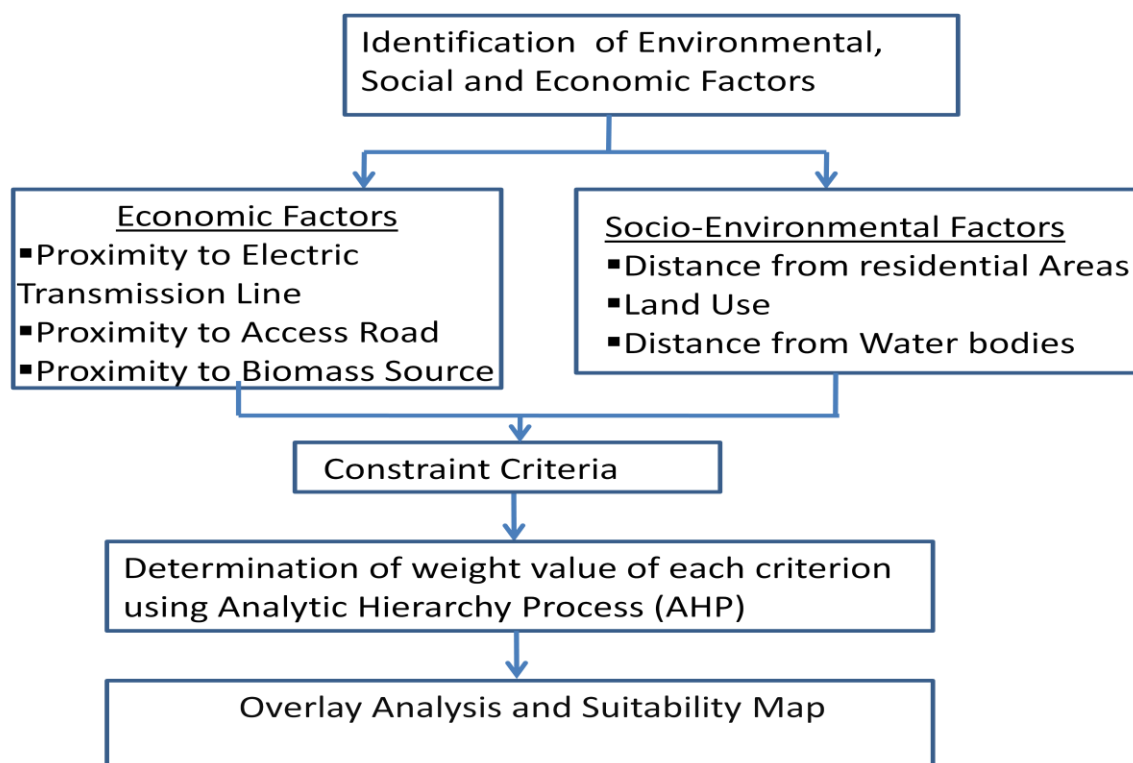 Identification of Environmental,
Social and Economic Factors
Economic Factors
▪Proximity to Electric
Transmission Line
▪Proximity to Access Road
▪Proximity to Biomass Source
Socio-Environmental Factors
▪Distance from residential Areas
▪Land Use
▪Distance from Water bodies
Constraint Criteria
Determination of weight value of each criterion
using Analytic Hierarchy Process (AHP)
Overlay Analysis and Suitability Map